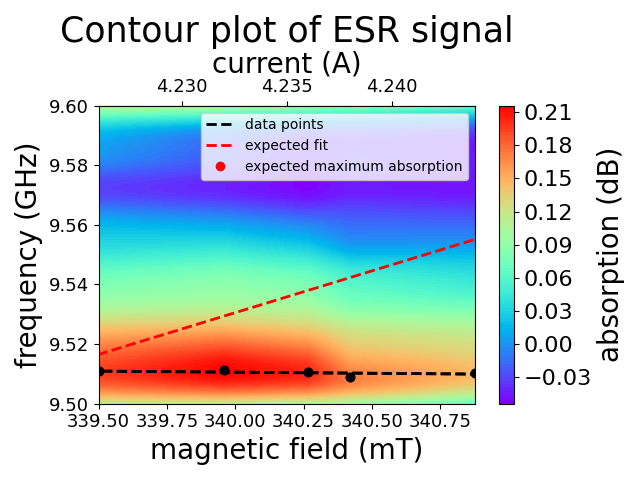 Contour plot of ESR signal
current (A)
4.230 4.235 4.240
9.60
9.58
9.56
9.54
9.52
9.50
frequency (GHz)
data points
expected fit
expected maximum absorption
339.50 339.75 340.00 340.25 340.50 340.75
magnetic field (mT)
0.21
0.18
0.15
0.12
0.09
0.06
0.03
0.00
−0.03
absorption (dB)